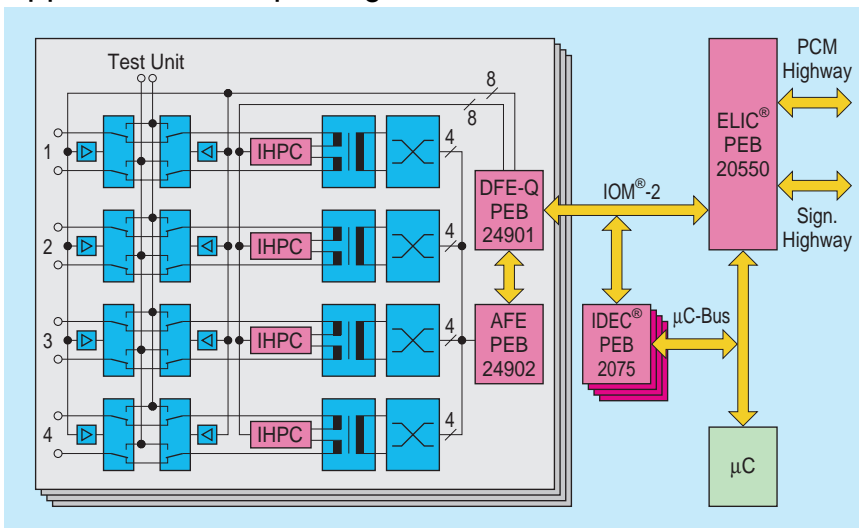 Test Unit
8
8
1
IHPC
4
2
IHPC
4
3
IHPC
4
4
IHPC
4
DFE-Q
PEB
24901
AFE
PEB
24902
IOM®-2
IDEC®
PEB
2075
µC-Bus
ELIC®
PEB
20550
PCM
Highway
Sign.
Highway
µC